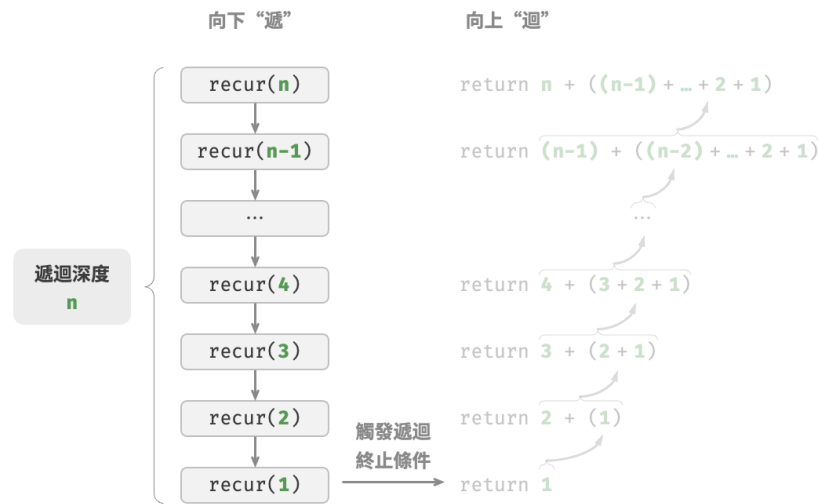 向下“遞”
向上“迴”
recur(n)
return n + ((n-1) + … + 2 + 1)
recur(n-1)
return (n-1) + ((n-2) + … + 2 + 1)
…
…
遞迴深度
n
recur(4)
return 4 + (3 + 2 + 1)
recur(3)
return 3 + (2 + 1)
recur(2)
return 2 + (1)
觸發遞迴
終止條件
recur(1)
return 1